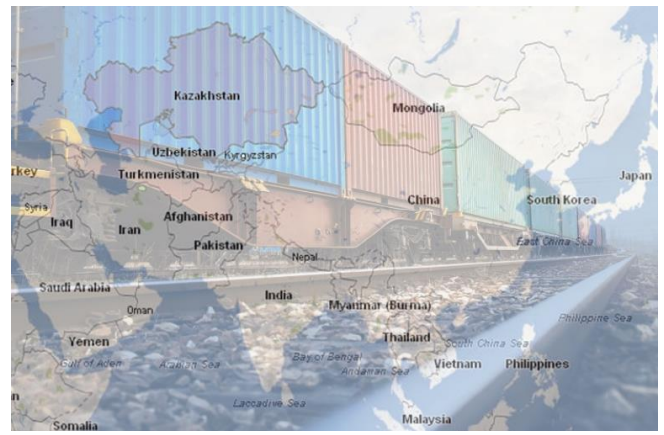 Kazakhstan
Mongolia
Uzbekistan
Kyrgyzstan
Turkmenistan
rkey
Japan
China
South Korea
Syria
Iraq
Iran
Afghanistan
Pakistan
East China Sea
Nepal
Saudi Arabia
India
Oman
Myanmar (Burma)
Philippine Sea
Yemen
Thailand
South China Sea
Gulf of Aden
Arabian Sea
Bay of Bengal
Andaman Sea
Vietnam
Philippines
Laccadive Sea
Malaysia
Somalia